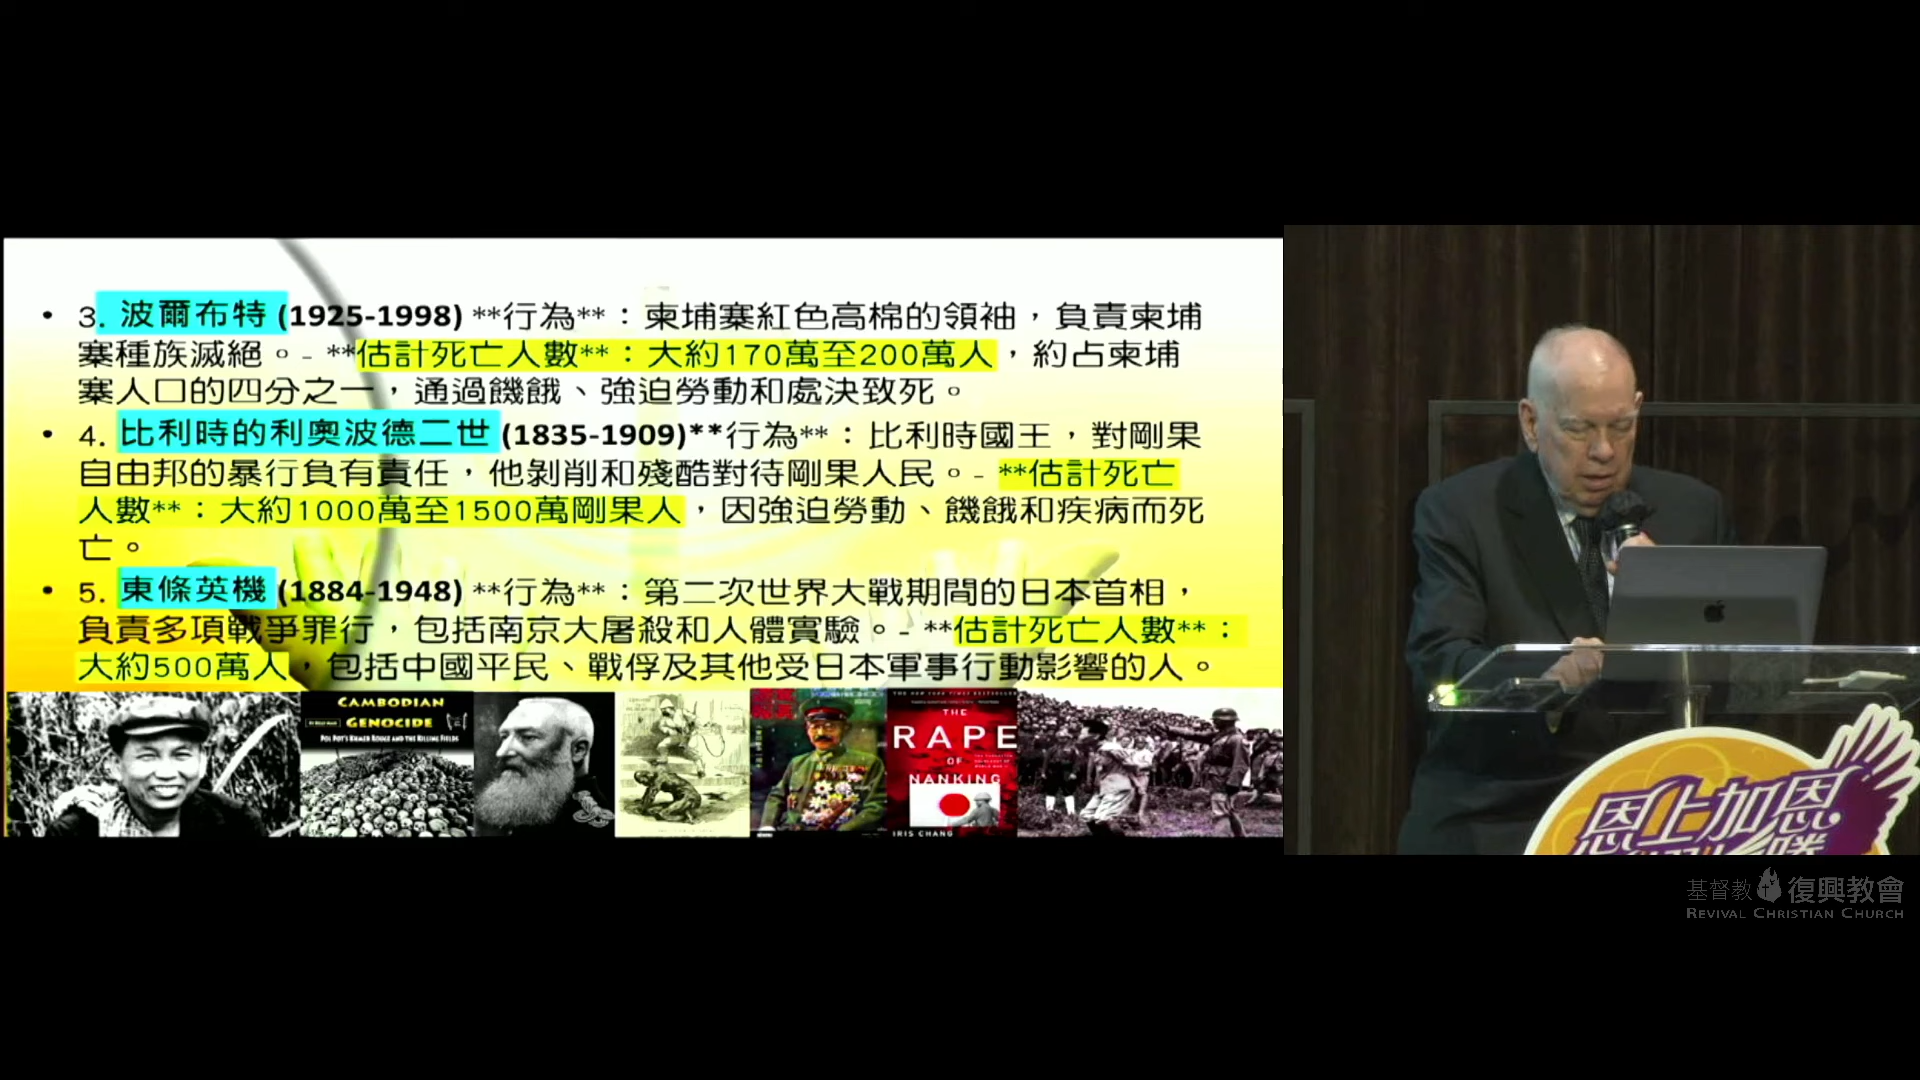 • 3. 波爾布特 (1925-1998) **行為**：柬埔寨紅色高棉的領袖，負責柬埔
寨種族滅絕。- **估計死亡人數**：大約170萬至200萬人，約占柬埔
寨人口的四分之一，通過饑餓、強迫勞動和處決致死。
• 4. 比利時的利奧波德二世 (1835-1909)**行為**：比利時國王，對剛果
自由邦的暴行負有責任，他剝削和殘酷對待剛果人民。- **估計死亡
人數**：大約1000萬至1500萬剛果人，因強迫勞動、饑餓和疾病而死
亡。
• 5. 東條英機 (1884-1948) **行為**：第二次世界大戰期間的日本首相，
負責多項戰爭罪行，包括南京大屠殺和人體實驗。- **估計死亡人數**：
大約500萬人，包括中國平民、戰俘及其他受日本軍事行動影響的人。
CAMBODIAN
GENOCIDE
POL POT'S KHMER ROUGE AND THE KILLING FIELDS
THE
RAPE
OF
NANKING
IRIS CHANG
恩上加恩
基督教 復興教會
REVIVAL CHRISTIAN CHURCH